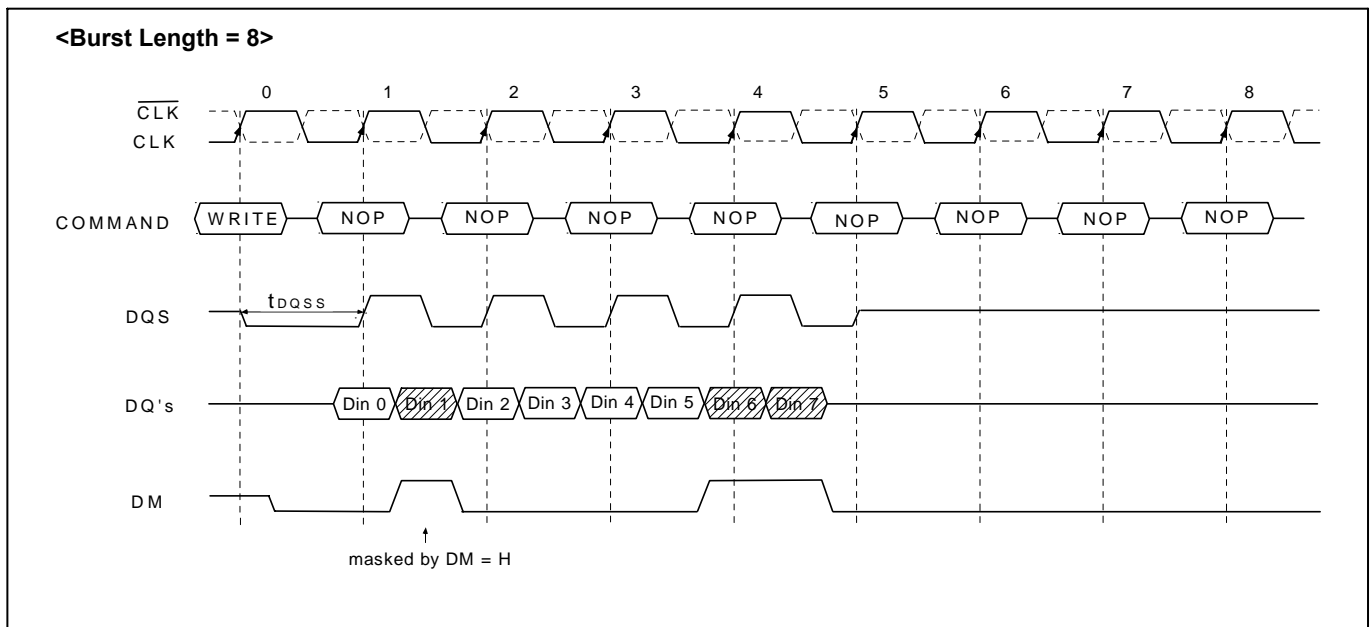 <Burst Length = 8>
0 1 2 3 4 5 6 7 8
CLK
CLK
COMMAND WRITE NOP NOP NOP NOP NOP NOP NOP NOP
tDQSS
DQS
DQ's Din 0 Din 1 Din 2 Din 3 Din 4 Din 5 Din 6 Din 7
DM
masked by DM = H